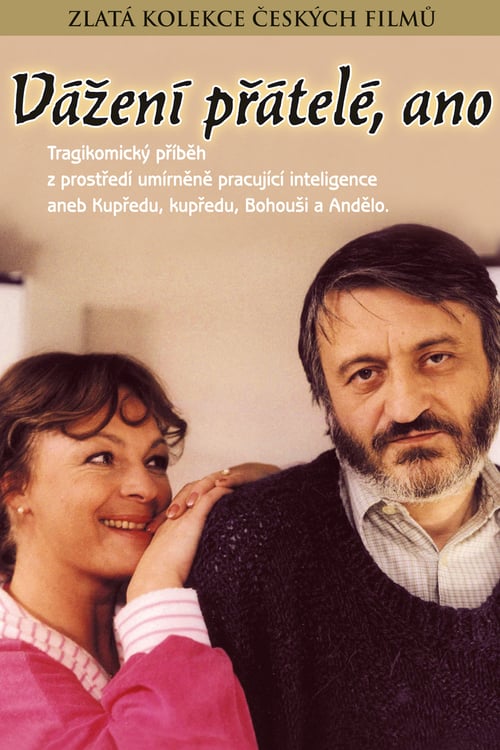 ZLATÁ KOLEKCE ČESKÝCH FILMŮ
Vážení přátelé, ano
Tragikomický příběh
z prostředí umírněně pracující inteligence
aneb Kupředu, kupředu, Bohouši a Andělo.